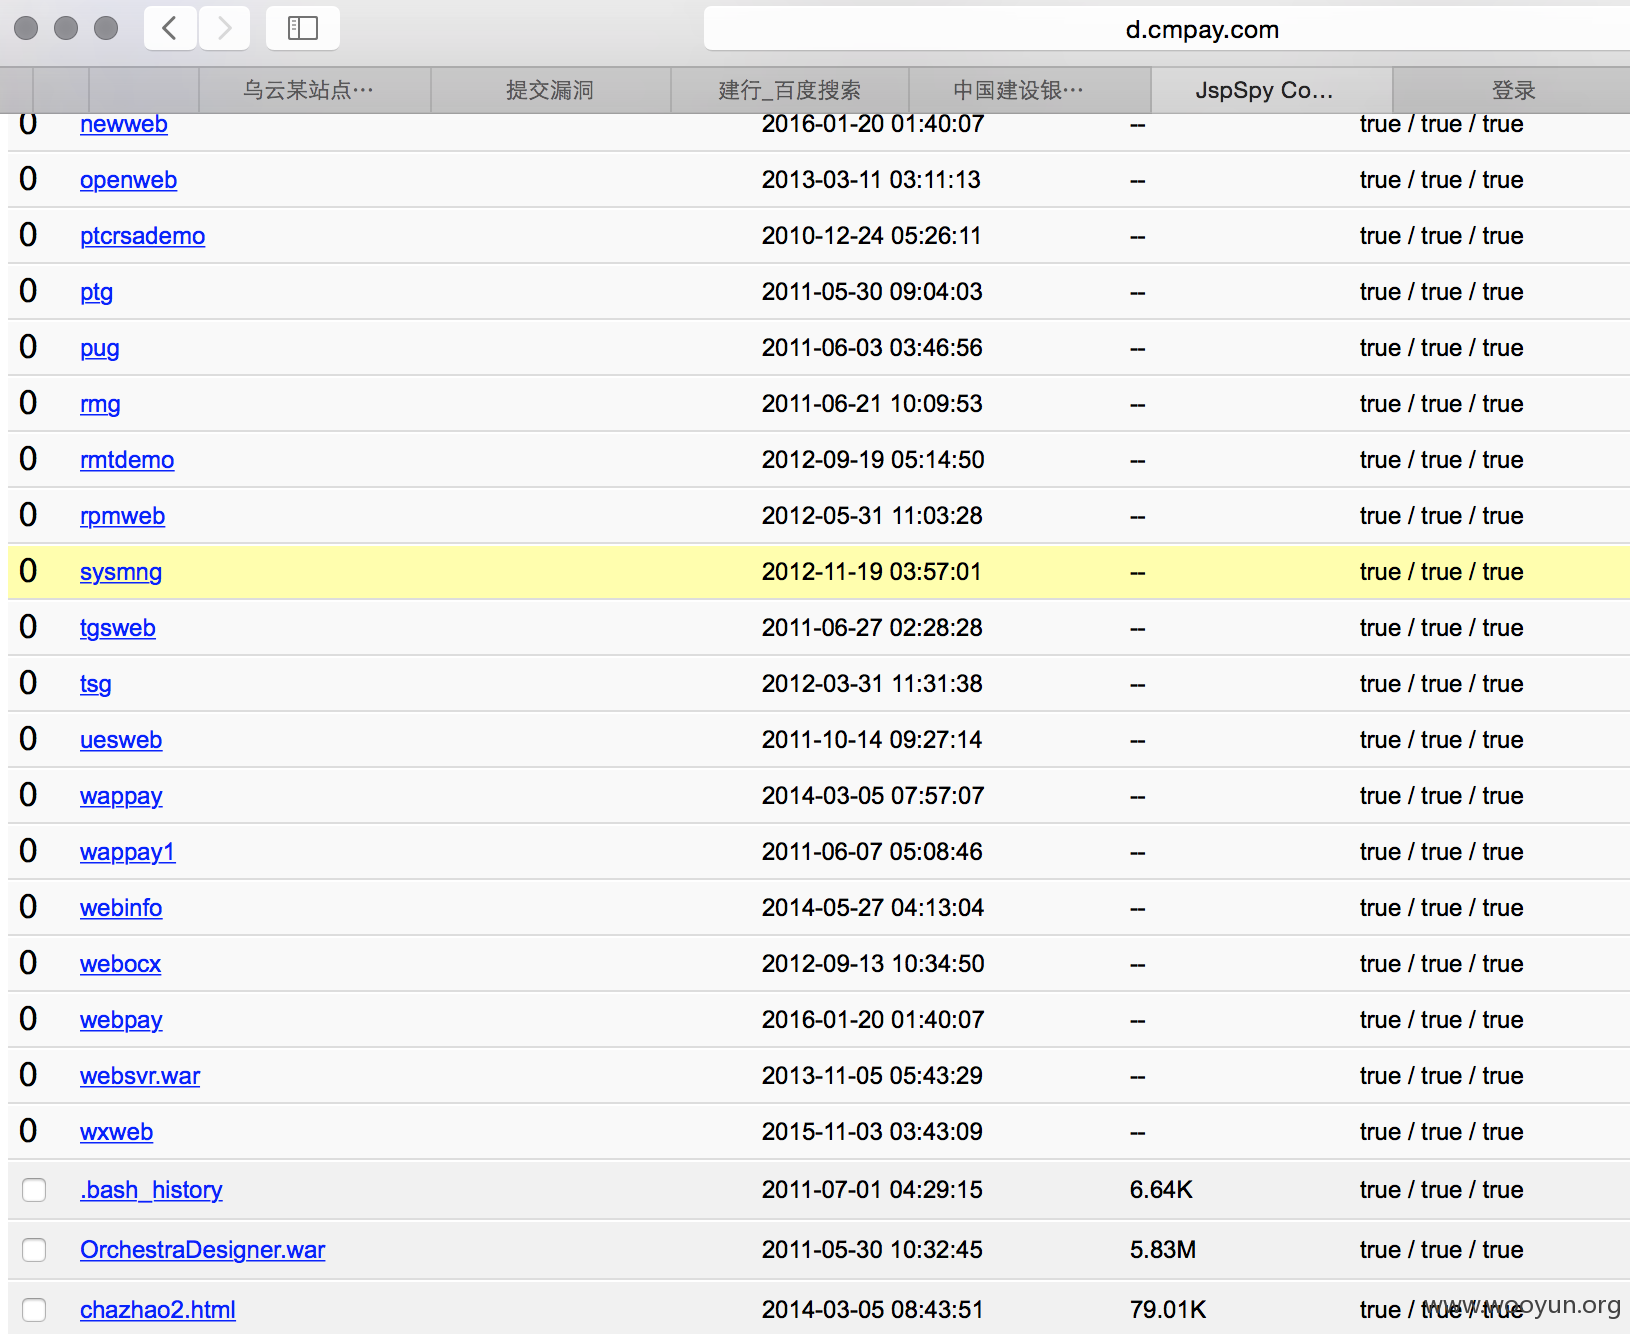 d.cmpay.com
乌云某站点… 提交漏洞 建行_百度搜索 中国建设银… JspSpy Co... 登录
0 newweb 2016-01-20 01:40:07 -- true / true / true
0 openweb 2013-03-11 03:11:13 -- true / true / true
0 ptcrsademo 2010-12-24 05:26:11 -- true / true / true
0 ptg 2011-05-30 09:04:03 -- true / true / true
0 pug 2011-06-03 03:46:56 -- true / true / true
0 rmg 2011-06-21 10:09:53 -- true / true / true
0 rmtdemo 2012-09-19 05:14:50 -- true / true / true
0 rpmweb 2012-05-31 11:03:28 -- true / true / true
0 sysmng 2012-11-19 03:57:01 -- true / true / true
0 tgsweb 2011-06-27 02:28:28 -- true / true / true
0 tsg 2012-03-31 11:31:38 -- true / true / true
0 uesweb 2011-10-14 09:27:14 -- true / true / true
0 wappay 2014-03-05 07:57:07 -- true / true / true
0 wappay1 2011-06-07 05:08:46 -- true / true / true
0 webinfo 2014-05-27 04:13:04 -- true / true / true
0 webocx 2012-09-13 10:34:50 -- true / true / true
0 webpay 2016-01-20 01:40:07 -- true / true / true
0 websvr.war 2013-11-05 05:43:29 -- true / true / true
0 wxweb 2015-11-03 03:43:09 -- true / true / true
.bash_history 2011-07-01 04:29:15 6.64K true / true / true
OrchestraDesigner.war 2011-05-30 10:32:45 5.83M true / true / true
chazhao2.html 2014-03-05 08:43:51 79.01K true / true / true
www.wooyun.org